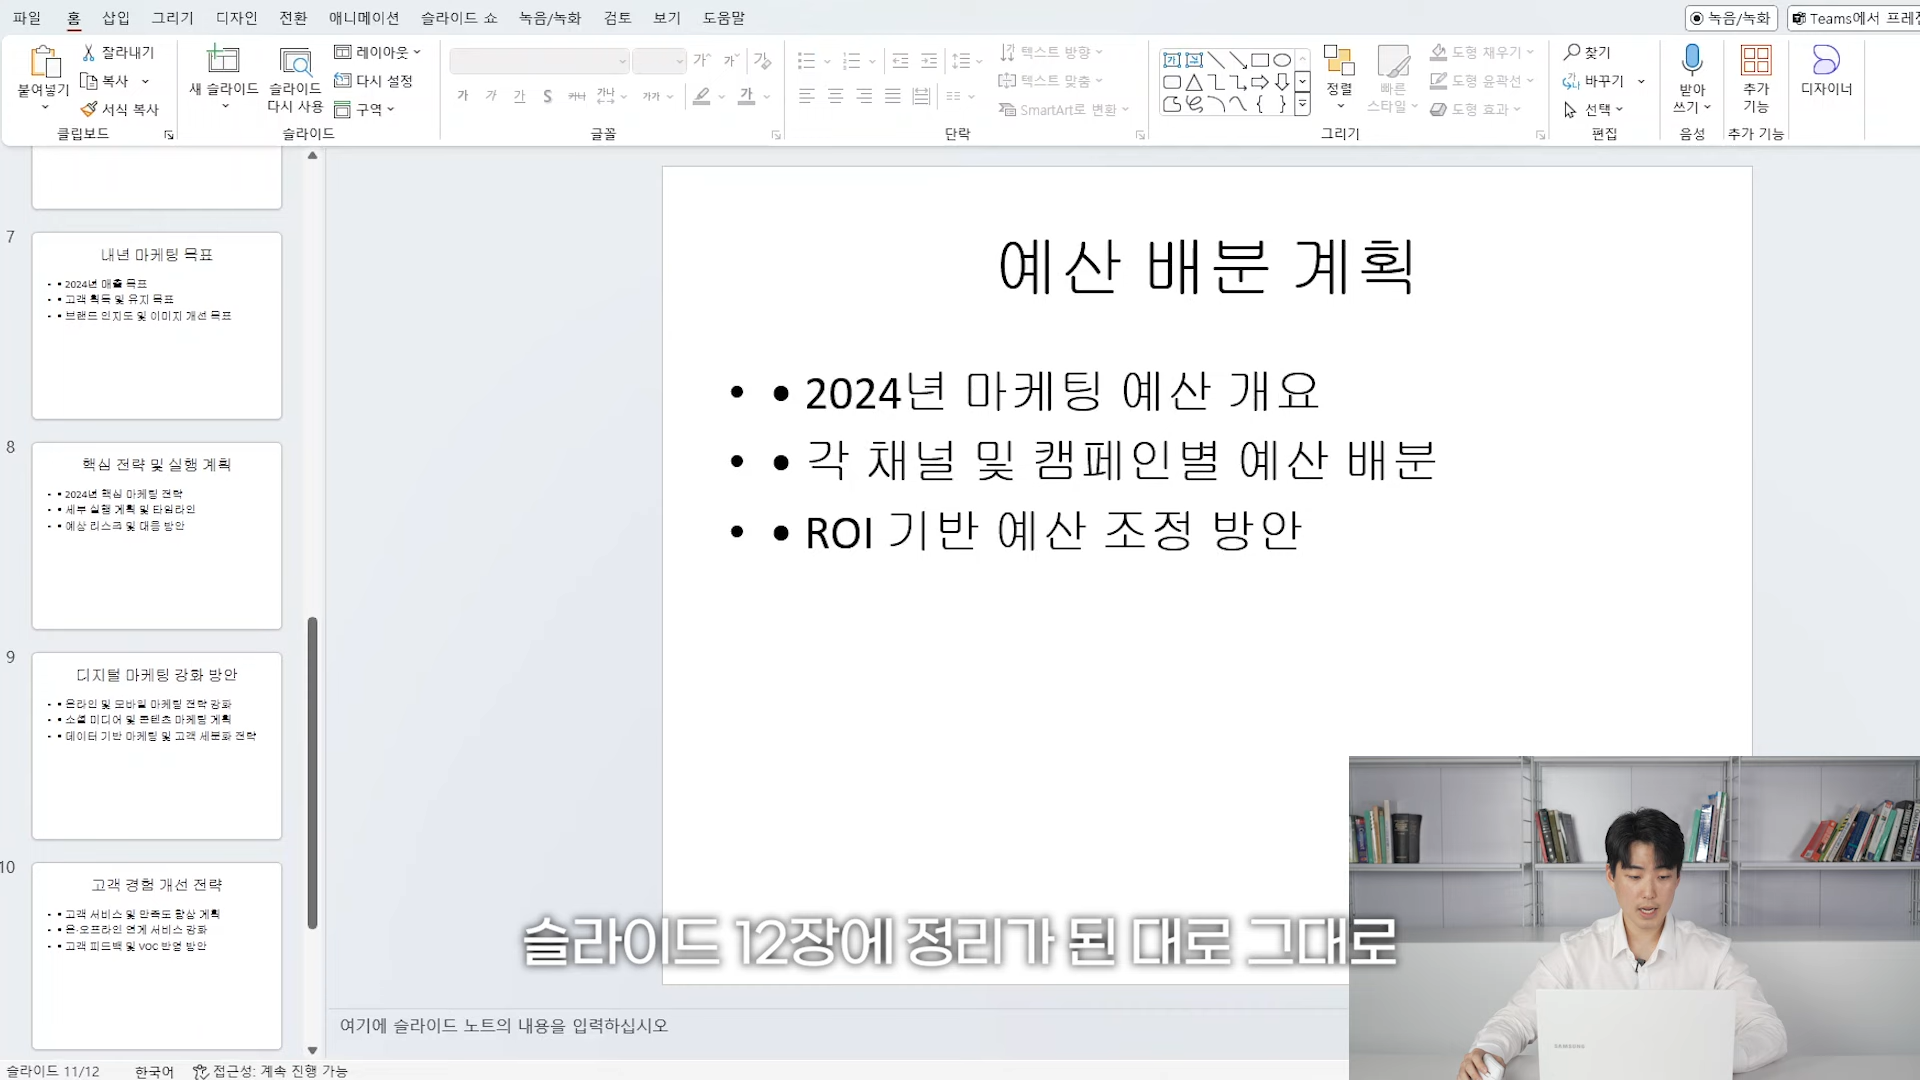 파일 홈 삽입 그리기 디자인 전환 애니메이션 슬라이드 쇼 녹음/녹화 검토 보기 도움말 녹음/녹화 Teams에서 프레젠
붙여넣기 잘라내기 복사 서식 복사
클립보드
새 슬라이드 슬라이드 다시 사용 레이아웃 다시 설정 구역
슬라이드
가 가 가 가 S 가나 가가 가
글꼴
텍스트 방향
텍스트 맞춤
SmartArt로 변환
단락
정렬 빠른 스타일 도형 채우기 도형 윤곽선 도형 효과
그리기
찾기
바꾸기
선택
편집
받아쓰기
음성
추가 기능
추가 기능
디자이너
7
내년 마케팅 목표
• • 2024년 매출 목표
• • 고객 획득 및 유지 목표
• • 브랜드 인지도 및 이미지 개선 목표
8
핵심 전략 및 실행 계획
• • 2024년 핵심 마케팅 전략
• • 세부 실행 계획 및 타임라인
• • 예상 리스크 및 대응 방안
9
디지털 마케팅 강화 방안
• • 온라인 및 모바일 마케팅 전략 강화
• • 소셜 미디어 및 콘텐츠 마케팅 계획
• • 데이터 기반 마케팅 및 고객 세분화 전략
10
고객 경험 개선 전략
• • 고객 서비스 및 만족도 향상 계획
• • 온·오프라인 연계 서비스 강화
• • 고객 피드백 및 VOC 반영 방안
예산 배분 계획
• • 2024년 마케팅 예산 개요
• • 각 채널 및 캠페인별 예산 배분
• • ROI 기반 예산 조정 방안
슬라이드 12장에 정리가 된 대로 그대로
여기에 슬라이드 노트의 내용을 입력하십시오
SAMSUNG
슬라이드 11/12 한국어 접근성: 계속 진행 가능